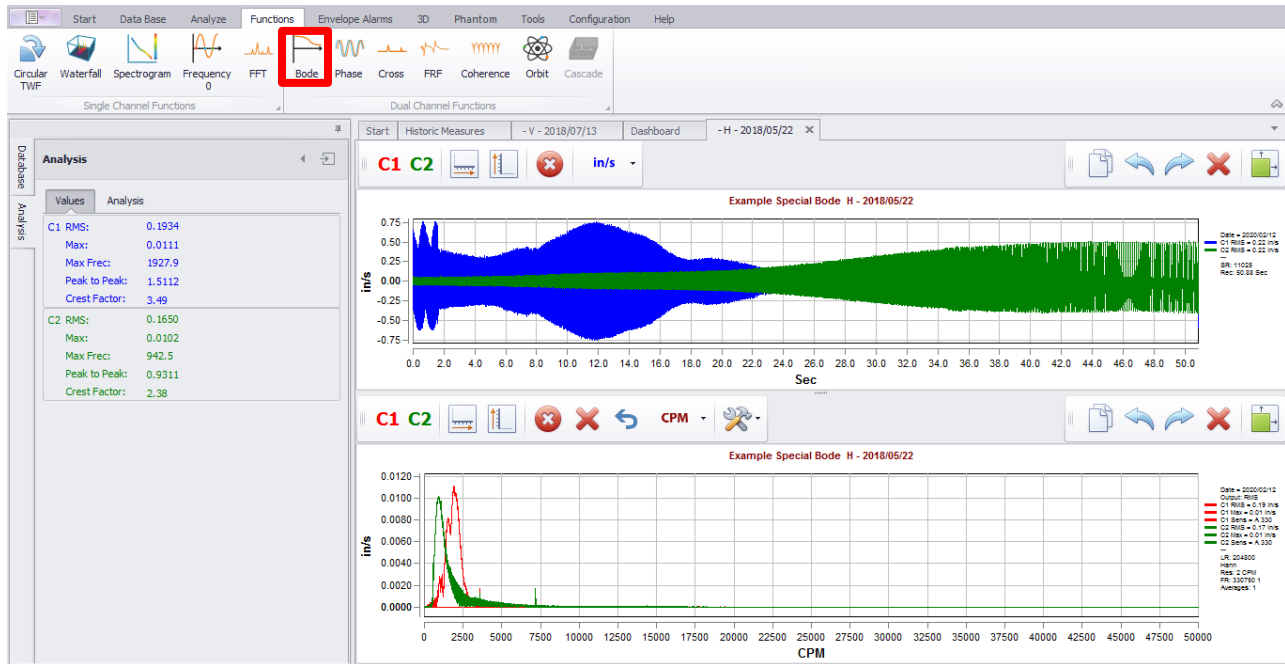 Start Data Base Analyze Functions Envelope Alarms 3D Phantom Tools Configuration Help
Circular TWF Waterfall Spectrogram Frequency 0 FFT Bode Phase Cross FRF Coherence Orbit Cascade
Single Channel Functions Dual Channel Functions
Database
Analysis
Analysis
Values Analysis
C1 RMS: 0.1934
Max: 0.0111
Max Frec: 1927.9
Peak to Peak: 1.5112
Crest Factor: 3.49
C2 RMS: 0.1650
Max: 0.0102
Max Frec: 942.5
Peak to Peak: 0.9311
Crest Factor: 2.38
Start Historic Measures - V - 2018/07/13 Dashboard - H - 2018/05/22
C1 C2 in/s
Example Special Bode H - 2018/05/22
0.75
0.50
0.25
0.00
-0.25
-0.50
-0.75
in/s
0.0 2.0 4.0 6.0 8.0 10.0 12.0 14.0 16.0 18.0 20.0 22.0 24.0 26.0 28.0 30.0 32.0 34.0 36.0 38.0 40.0 42.0 44.0 46.0 48.0 50.0
Sec
Date = 2020/02/12
C1 RMS = 0.22 in/s
C2 RMS = 0.22 in/s
---
SR: 11025
Rec: 50.88 Sec
C1 C2 CPM
Example Special Bode H - 2018/05/22
0.0120
0.0100
0.0080
0.0060
0.0040
0.0020
0.0000
in/s
0 2500 5000 7500 10000 12500 15000 17500 20000 22500 25000 27500 30000 32500 35000 37500 40000 42500 45000 47500 50000
CPM
Date = 2020/02/12
Output: RMS
C1 RMS = 0.19 in/s
C1 Max = 0.01 in/s
C1 Sens = A 330
C2 RMS = 0.17 in/s
C2 Max = 0.01 in/s
C2 Sens = A 330
---
LR: 204800
Hann
Res: 2 CPM
FR: 330750 1
Averages: 1